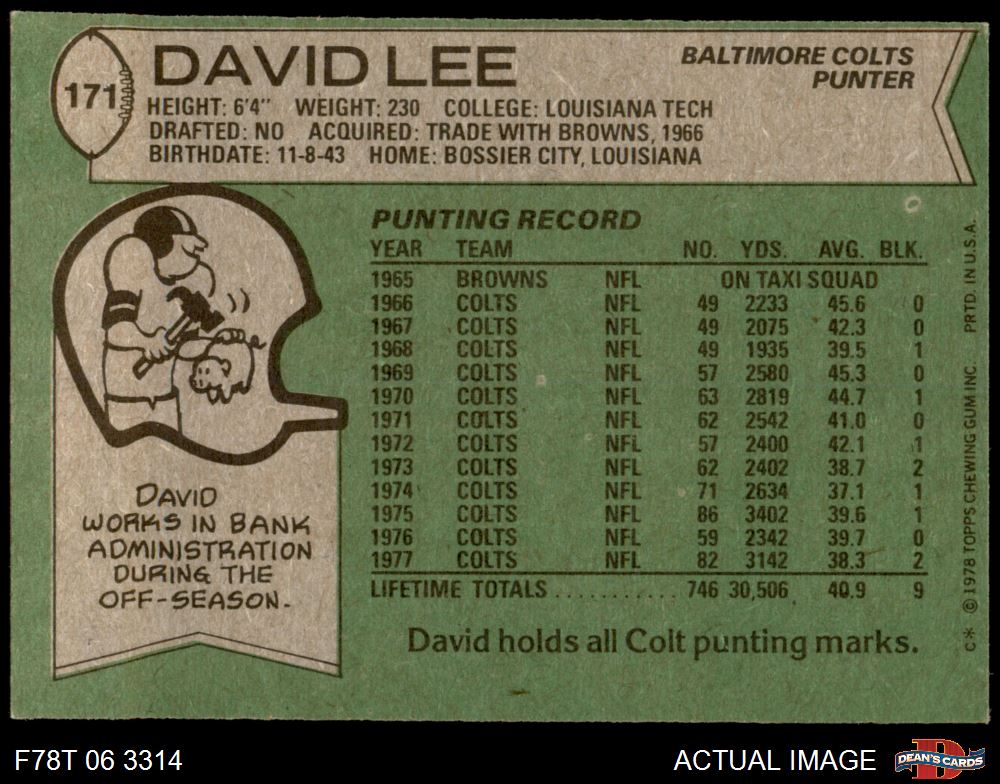 171
DAVID LEE
BALTIMORE COLTS
PUNTER
HEIGHT: 6'4" WEIGHT: 230 COLLEGE: LOUISIANA TECH
DRAFTED: NO ACQUIRED: TRADE WITH BROWNS, 1966
BIRTHDATE: 11-8-43 HOME: BOSSIER CITY, LOUISIANA
PUNTING RECORD
YEAR TEAM NO. YDS. AVG. BLK.
1965 BROWNS NFL ON TAXI SQUAD
1966 COLTS NFL 49 2233 45.6 0
1967 COLTS NFL 49 2075 42.3 0
1968 COLTS NFL 49 1935 39.5 1
1969 COLTS NFL 57 2580 45.3 0
1970 COLTS NFL 63 2819 44.7 1
1971 COLTS NFL 62 2542 41.0 0
1972 COLTS NFL 57 2400 42.1 1
1973 COLTS NFL 62 2402 38.7 2
1974 COLTS NFL 71 2634 37.1 1
1975 COLTS NFL 86 3402 39.6 1
1976 COLTS NFL 59 2342 39.7 0
1977 COLTS NFL 82 3142 38.3 2
LIFETIME TOTALS ............ 746 30,506 40.9 9
David holds all Colt punting marks.
DAVID
WORKS IN BANK
ADMINISTRATION
DURING THE
OFF-SEASON.
C* © 1978 TOPPS CHEWING GUM INC. PRTD. IN U.S.A.
F78T 06 3314
ACTUAL IMAGE
D
DEAN'S CARDS